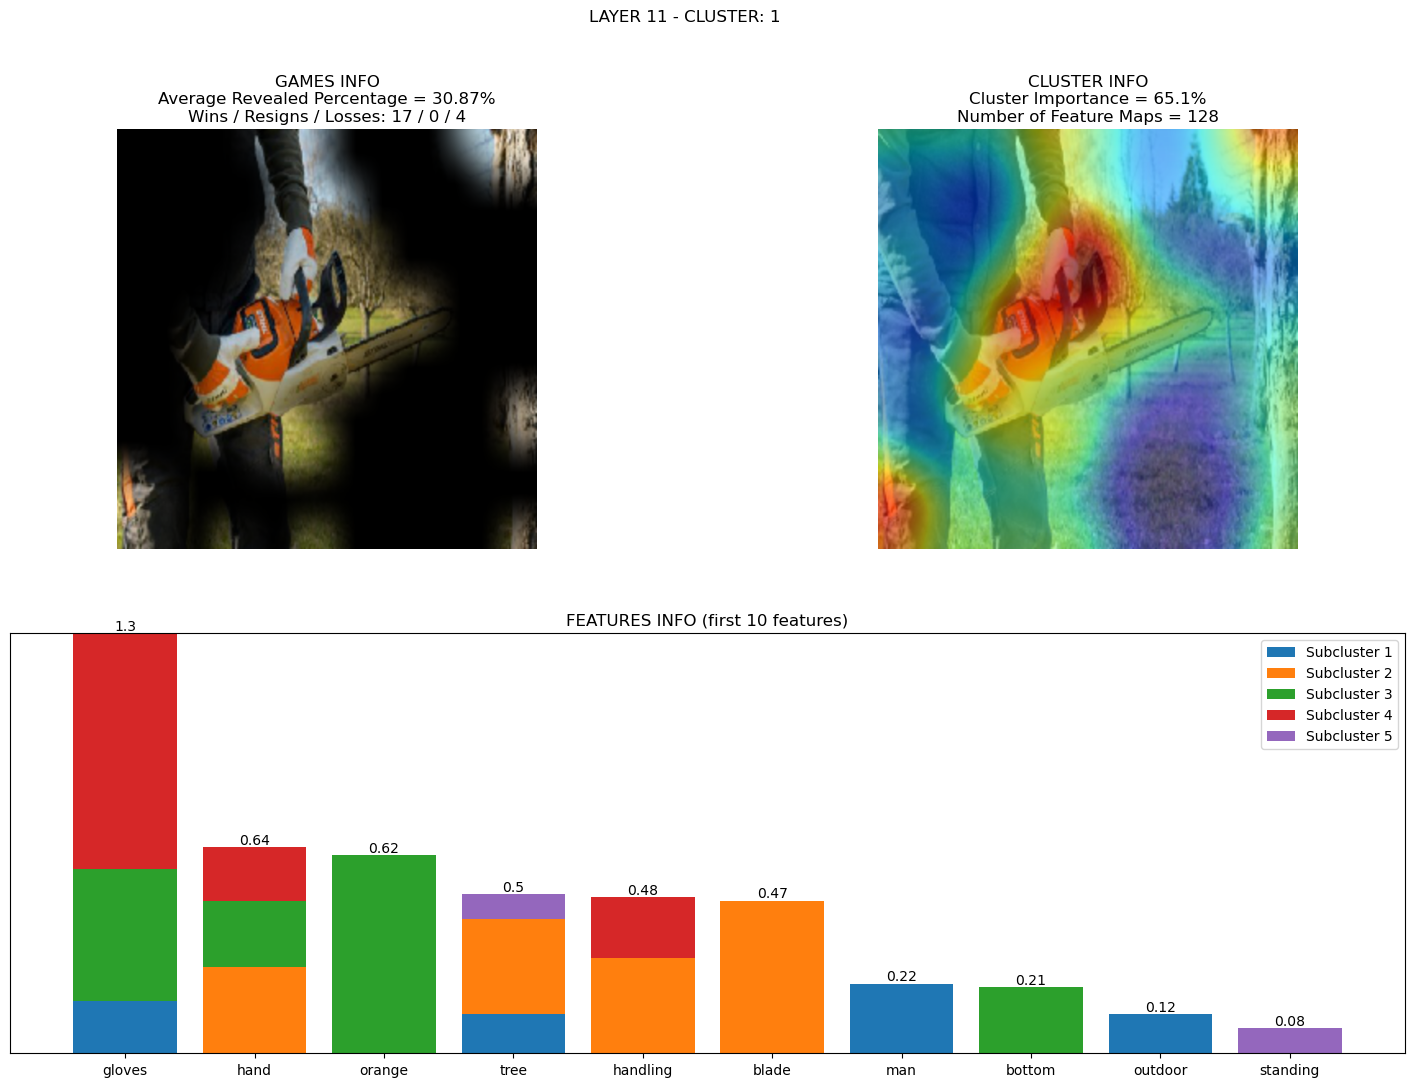 LAYER 11 - CLUSTER: 1
GAMES INFO
Average Revealed Percentage = 30.87%
Wins / Resigns / Losses: 17 / 0 / 4
CLUSTER INFO
Cluster Importance = 65.1%
Number of Feature Maps = 128
FEATURES INFO (first 10 features)
1.3
0.64
0.62
0.5
0.48
0.47
0.22
0.21
0.12
0.08
Subcluster 1
Subcluster 2
Subcluster 3
Subcluster 4
Subcluster 5
gloves
hand
orange
tree
handling
blade
man
bottom
outdoor
standing